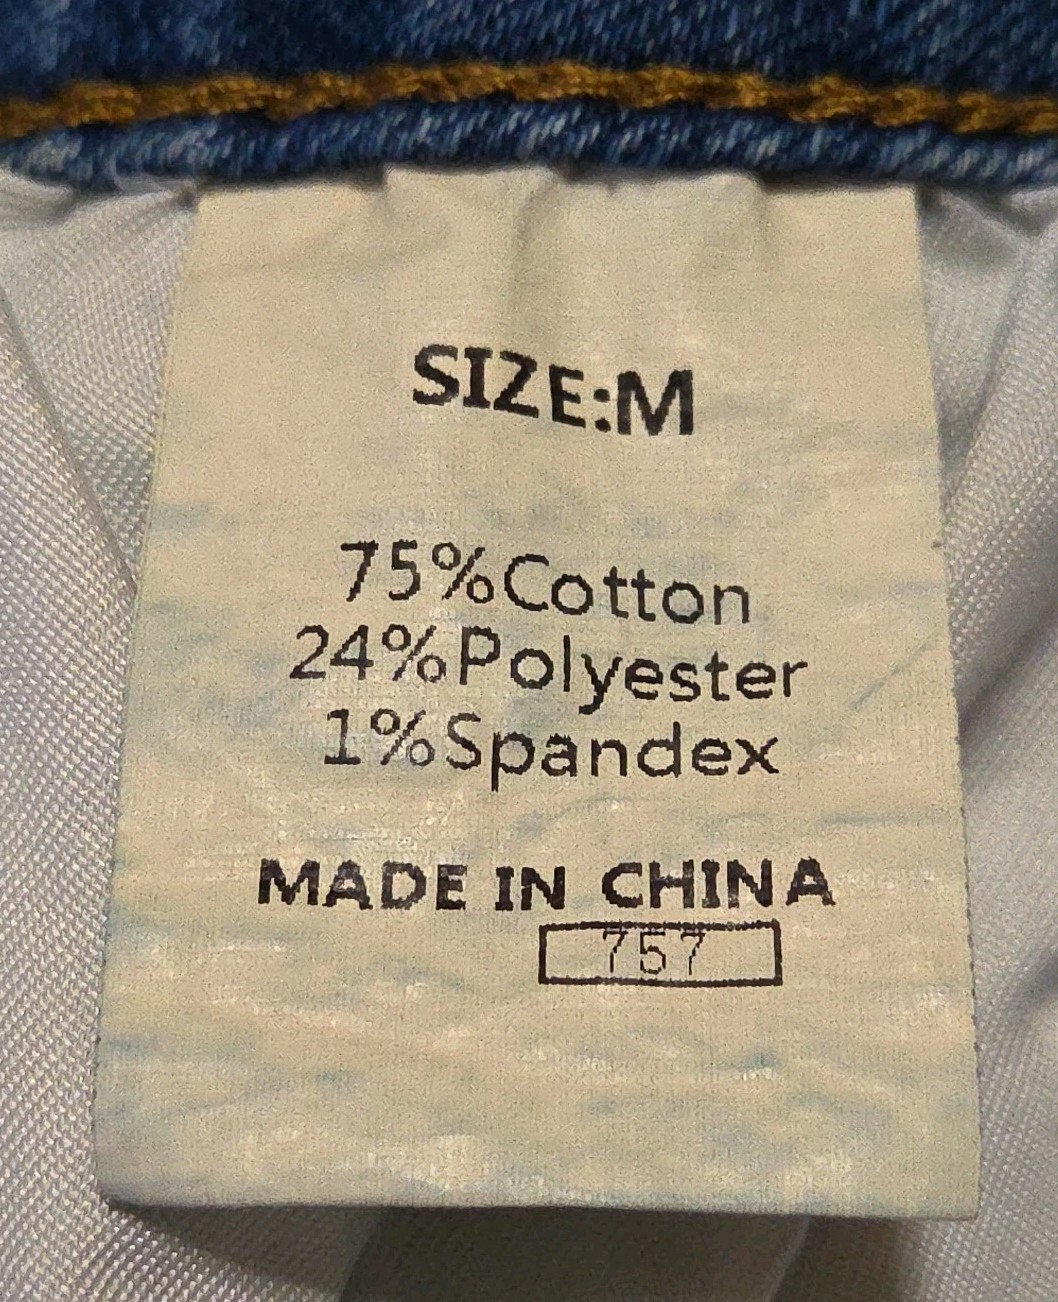 SIZE:M
75%Cotton
24%Polyester
1%Spandex
MADE IN CHINA
757